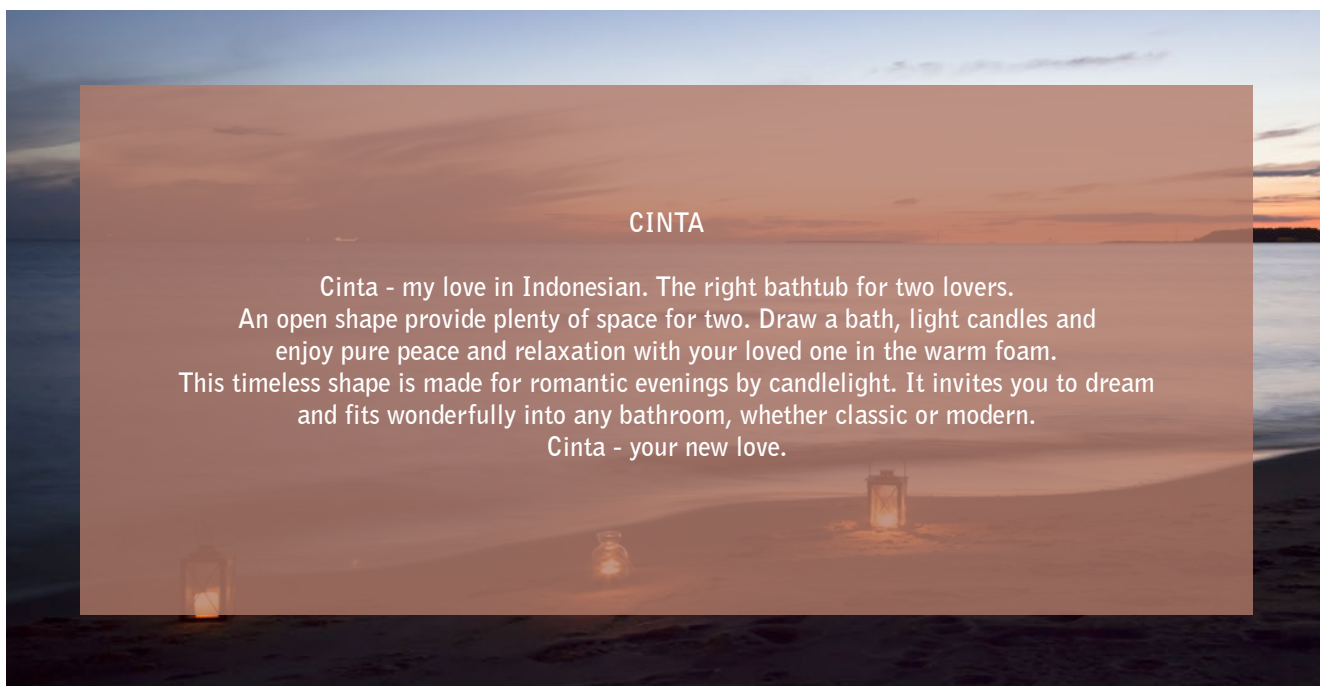 CINTA
Cinta - my love in Indonesian. The right bathtub for two lovers.
An open shape provide plenty of space for two. Draw a bath, light candles and
enjoy pure peace and relaxation with your loved one in the warm foam.
This timeless shape is made for romantic evenings by candlelight. It invites you to dream
and fits wonderfully into any bathroom, whether classic or modern.
Cinta - your new love.